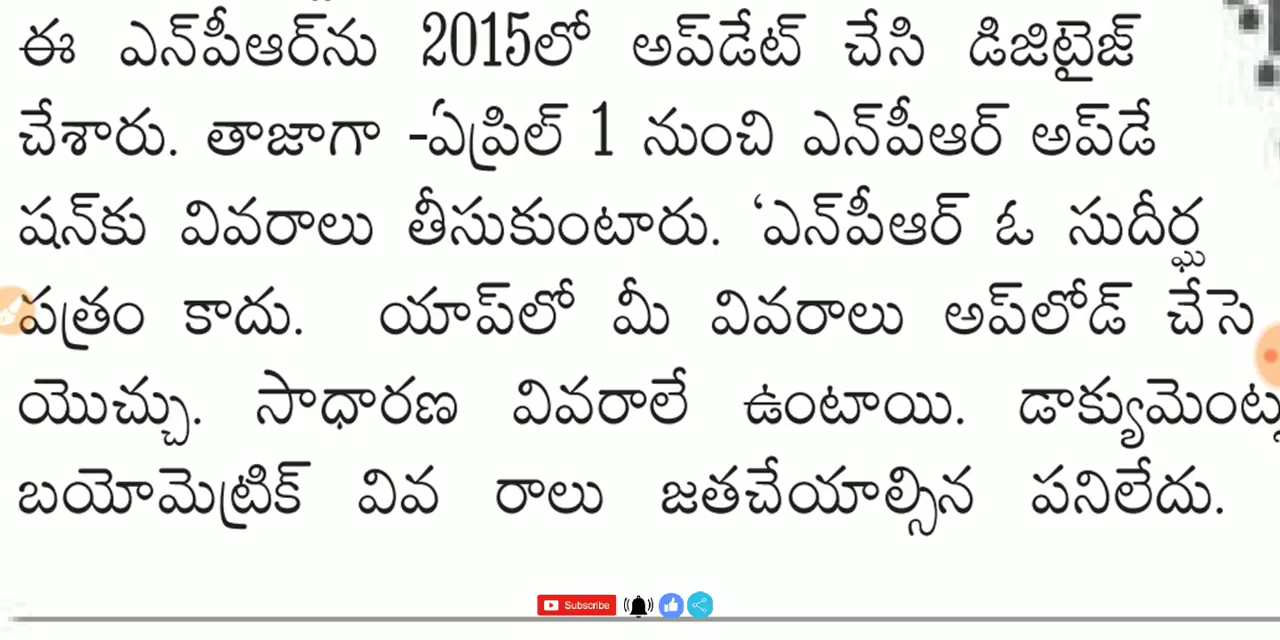 ఈ ఎన్‌పీఆర్‌ను 2015లో అప్‌డేట్ చేసి డిజిటైజ్
చేశారు. తాజాగా -ఏప్రిల్ 1 నుంచి ఎన్‌పీఆర్ అప్‌డే
షన్‌కు వివరాలు తీసుకుంటారు. ‘ఎన్‌పీఆర్ ఓ సుదీర్ఘ
పత్రం కాదు. యాప్‌లో మీ వివరాలు అప్‌లోడ్ చేసె
యొచ్చు. సాధారణ వివరాలే ఉంటాయి.
బయోమెట్రిక్ వివ రాలు జతచేయాల్సిన పనిలేదు.
Subscribe